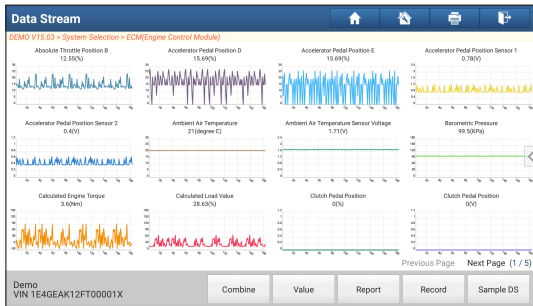 Data Stream
DEMO V15.03 > System Selection > ECM(Engine Control Module)
Absolute Throttle Position B
12.55(%)
Accelerator Pedal Position D
15.69(%)
Accelerator Pedal Position E
15.69(%)
Accelerator Pedal Position Sensor 1
0.78(V)
Accelerator Pedal Position Sensor 2
0.4(V)
Ambient Air Temperature
21(degree C)
Ambient Air Temperature Sensor Voltage
1.71(V)
Barometric Pressure
99.5(KPa)
Calculated Engine Torque
3.6(Nm)
Calculated Load Value
28.63(%)
Clutch Pedal Position
0(%)
Clutch Pedal Position
0(V)
Previous Page Next Page (1 / 5)
Demo
VIN 1E4GEAK12FT00001X
Combine
Value
Report
Record
Sample DS